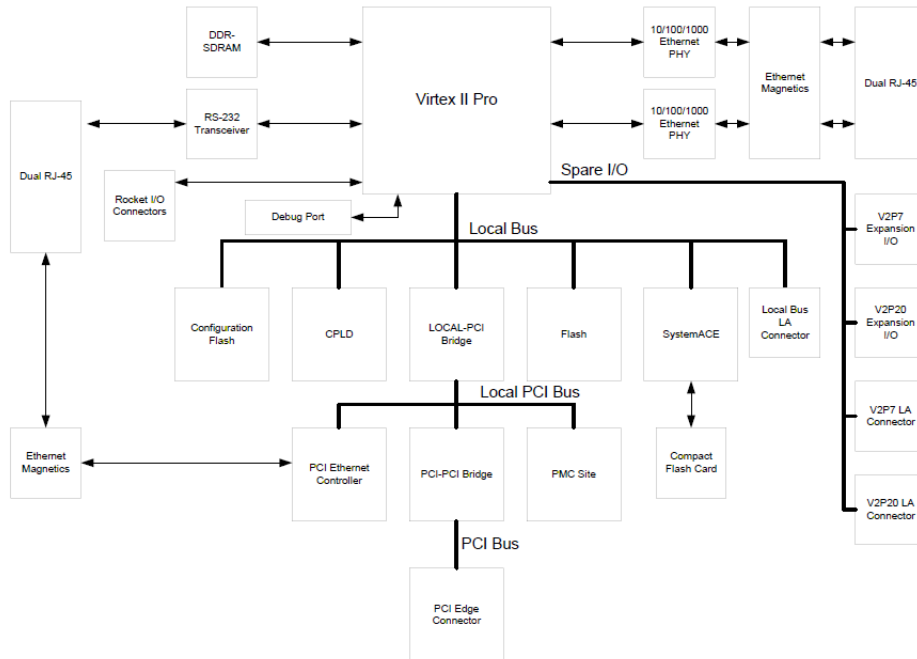 DDR-
SDRAM
Virtex II Pro
10/100/1000
Ethernet
PHY
Ethernet
Magnetics
Dual RJ-45
RS-232
Transceiver
10/100/1000
Ethernet
PHY
Dual RJ-45
Rocket I/O
Connectors
Debug Port
Spare I/O
V2P7
Expansion
I/O
Local Bus
Configuration
Flash
CPLD
LOCAL-PCI
Bridge
Flash
SystemACE
Local Bus
LA
Connector
V2P20
Expansion
I/O
Local PCI Bus
V2P7 LA
Connector
Ethernet
Magnetics
PCI Ethernet
Controller
PCI-PCI Bridge
PMC Site
Compact
Flash Card
V2P20 LA
Connector
PCI Bus
PCI Edge
Connector